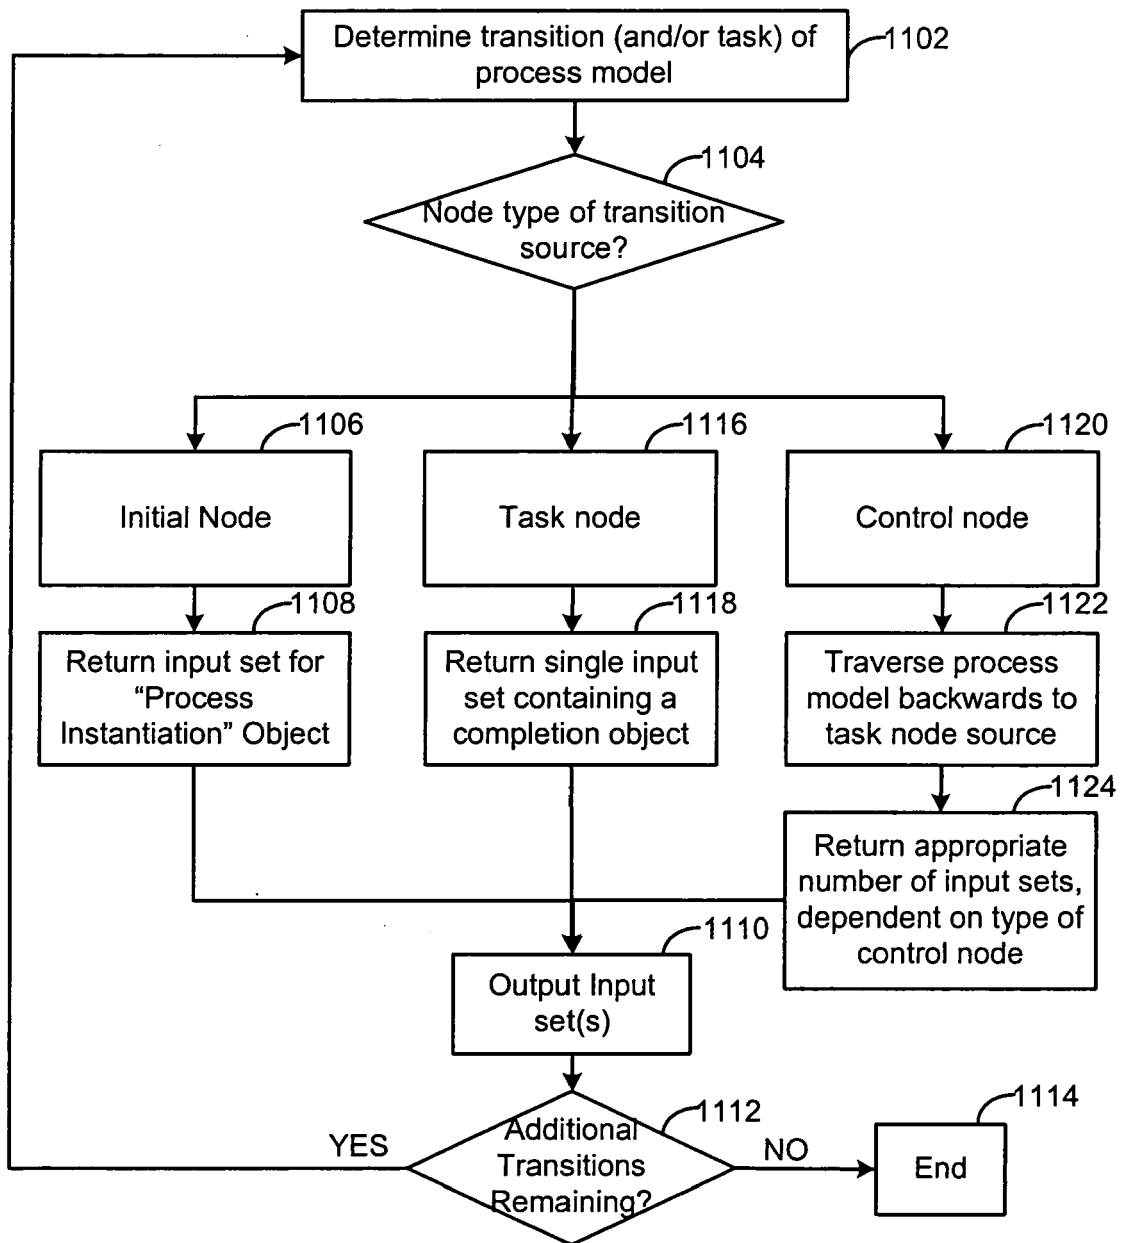 Determine transition (and/or task) of
process model
1102
1104
Node type of transition
source?
1106
1116
1120
Initial Node
Task node
Control node
1108
1118
1122
Return input set for
“Process
Instantiation” Object
Return single input
set containing a
completion object
Traverse process
model backwards to
task node source
1124
Return appropriate
number of input sets,
dependent on type of
control node
1110
Output Input
set(s)
1112
Additional
Transitions
Remaining?
YES
NO
1114
End